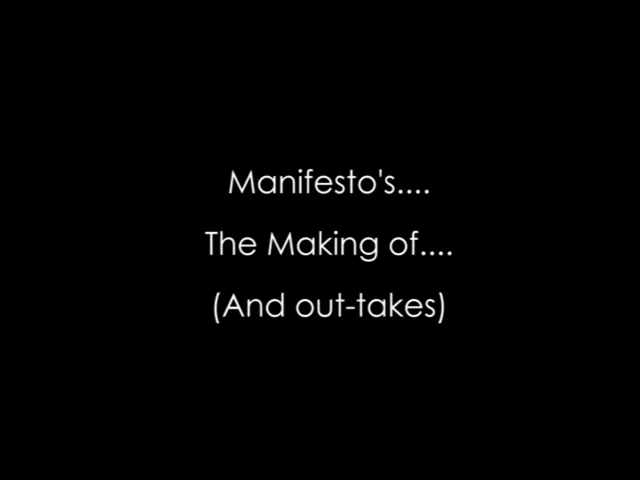 Manifesto's....
The Making of....
(And out-takes)